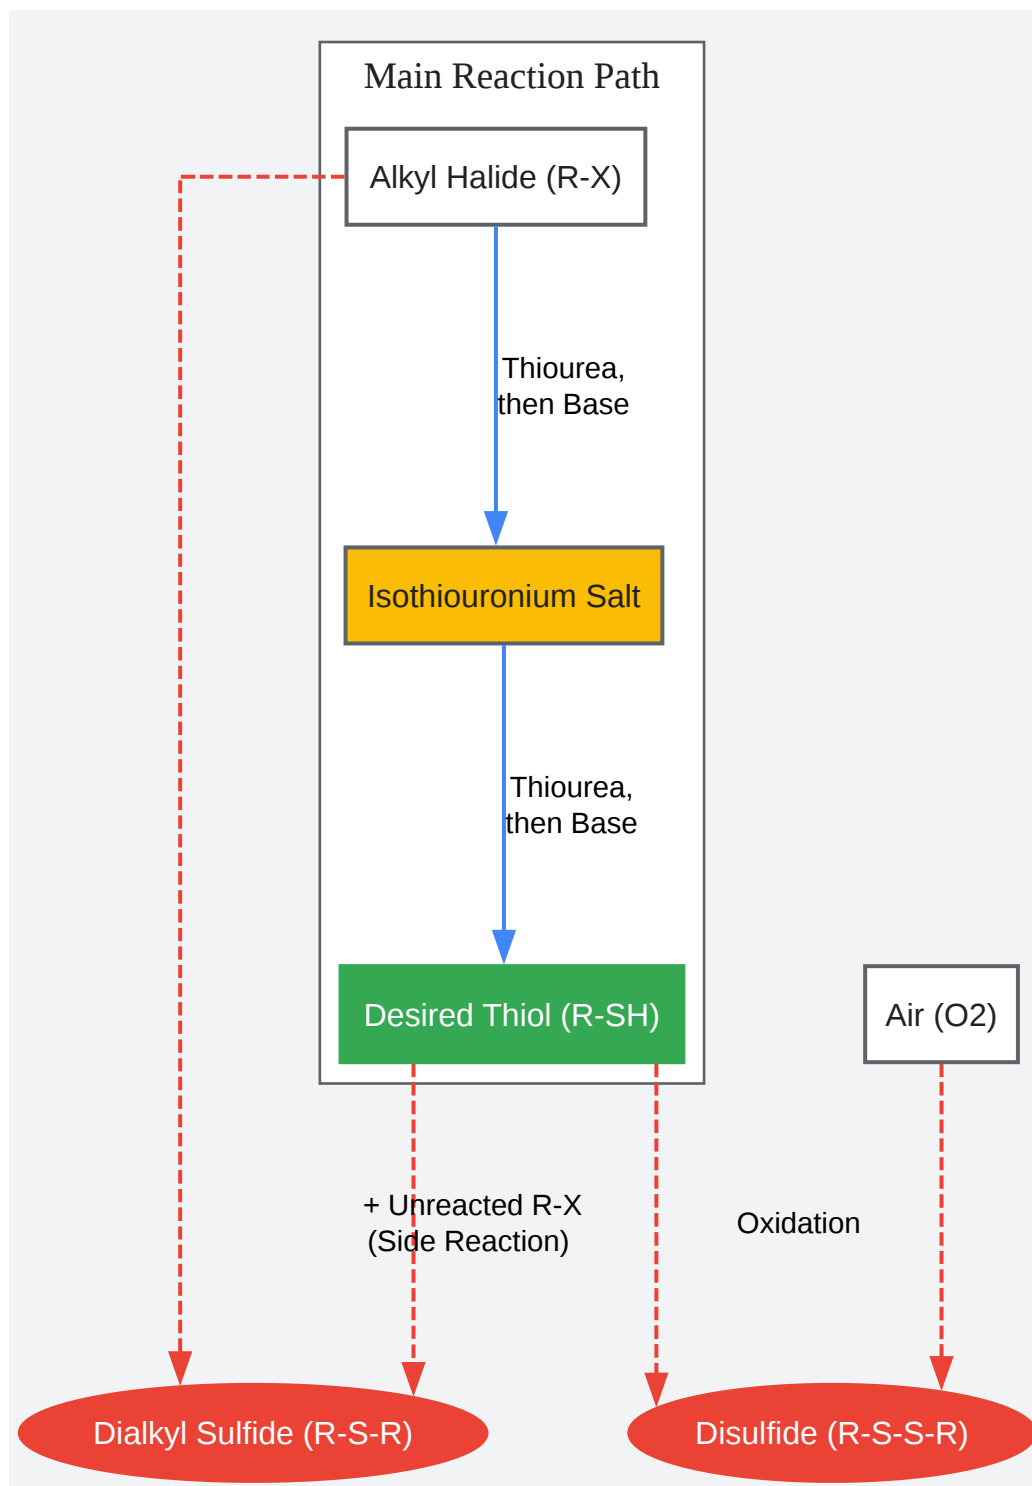 Main Reaction Path
Alkyl Halide (R-X)
Thiourea,
then Base
Isothiouronium Salt
Thiourea,
then Base
Desired Thiol (R-SH)
Air (O2)
+ Unreacted R-X
(Side Reaction)
Oxidation
Dialkyl Sulfide (R-S-R)
Disulfide (R-S-S-R)